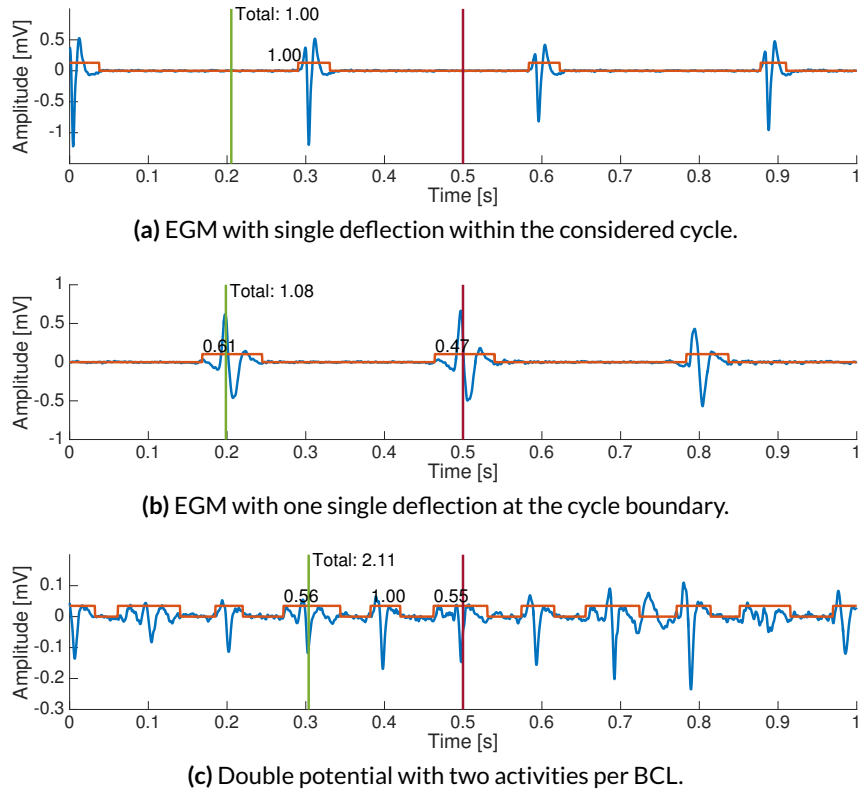 Total: 1.00
1.00
Amplitude [mV]
0.5
0
-0.5
-1
0 0.1 0.2 0.3 0.4 0.5 0.6 0.7 0.8 0.9 1
Time [s]
(a) EGM with single deflection within the considered cycle.
Total: 1.08
0.61
0.47
Amplitude [mV]
1
0.5
0
-0.5
-1
0 0.1 0.2 0.3 0.4 0.5 0.6 0.7 0.8 0.9 1
Time [s]
(b) EGM with one single deflection at the cycle boundary.
Total: 2.11
0.56 1.00 0.55
Amplitude [mV]
0.1
0
-0.1
-0.2
-0.3
0 0.1 0.2 0.3 0.4 0.5 0.6 0.7 0.8 0.9 1
Time [s]
(c) Double potential with two activities per BCL.